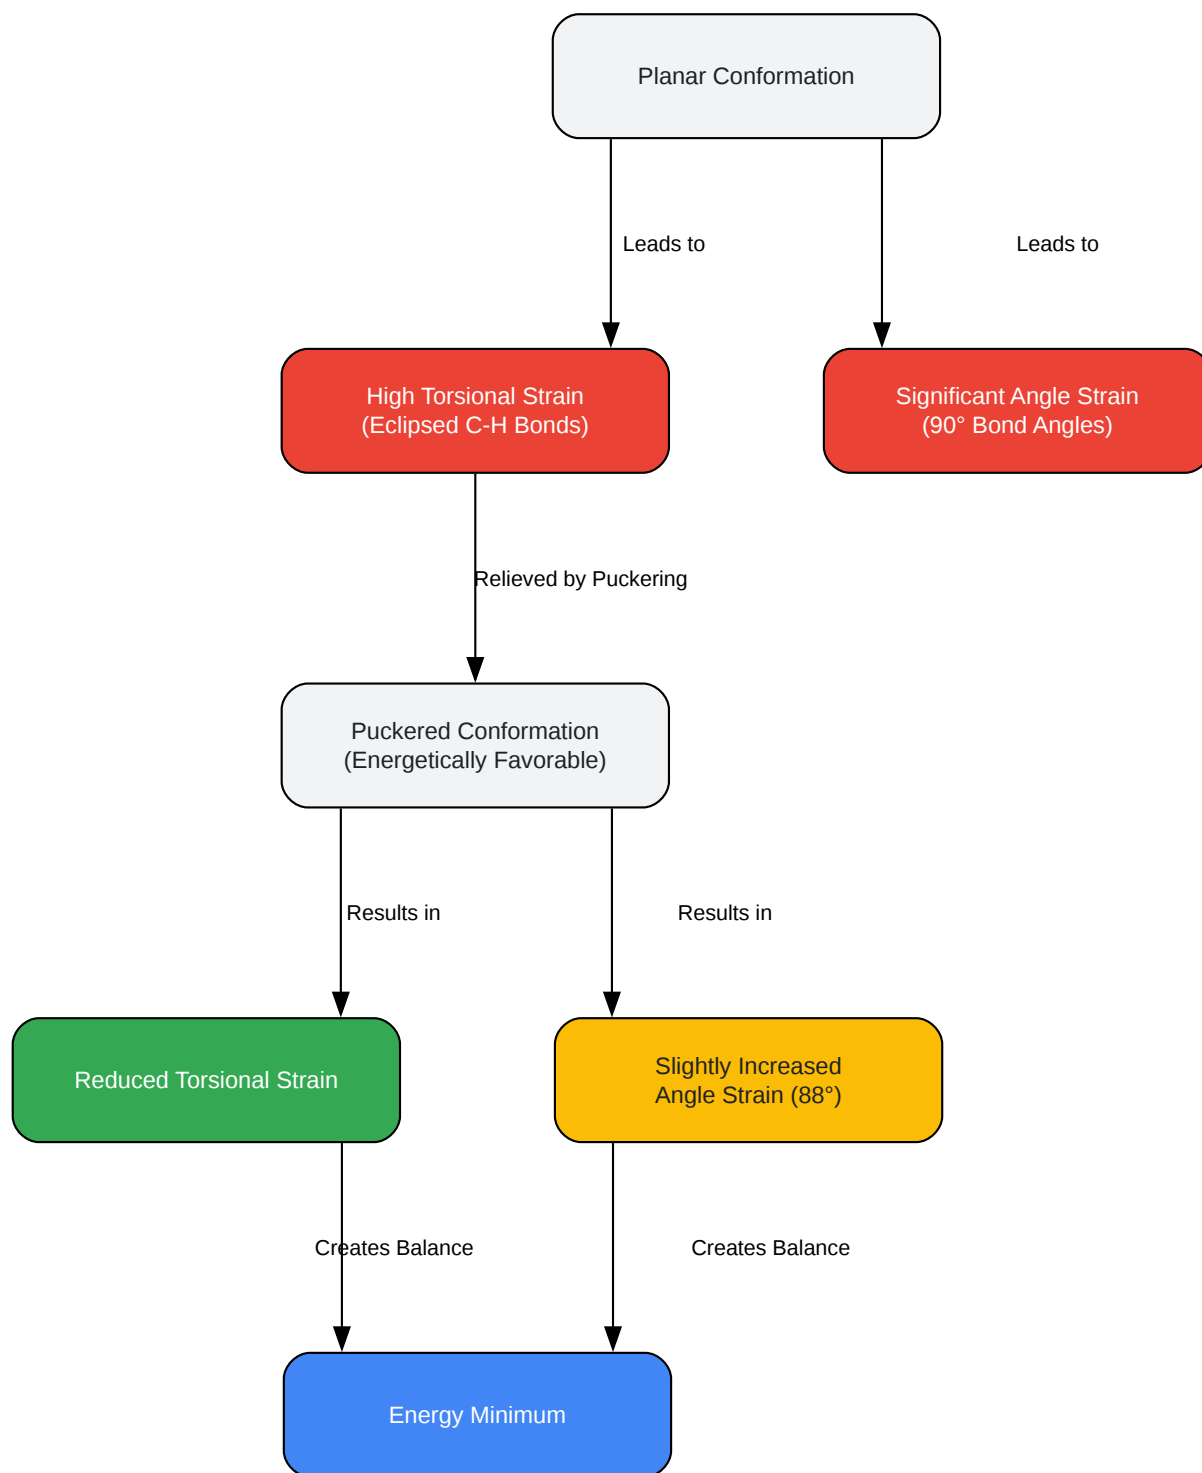 Planar Conformation
Leads to
Leads to
High Torsional Strain
(Eclipsed C-H Bonds)
Significant Angle Strain
(90° Bond Angles)
Relieved by Puckering
Puckered Conformation
(Energetically Favorable)
Results in
Results in
Reduced Torsional Strain
Slightly Increased
Angle Strain (88°)
Creates Balance
Creates Balance
Energy Minimum